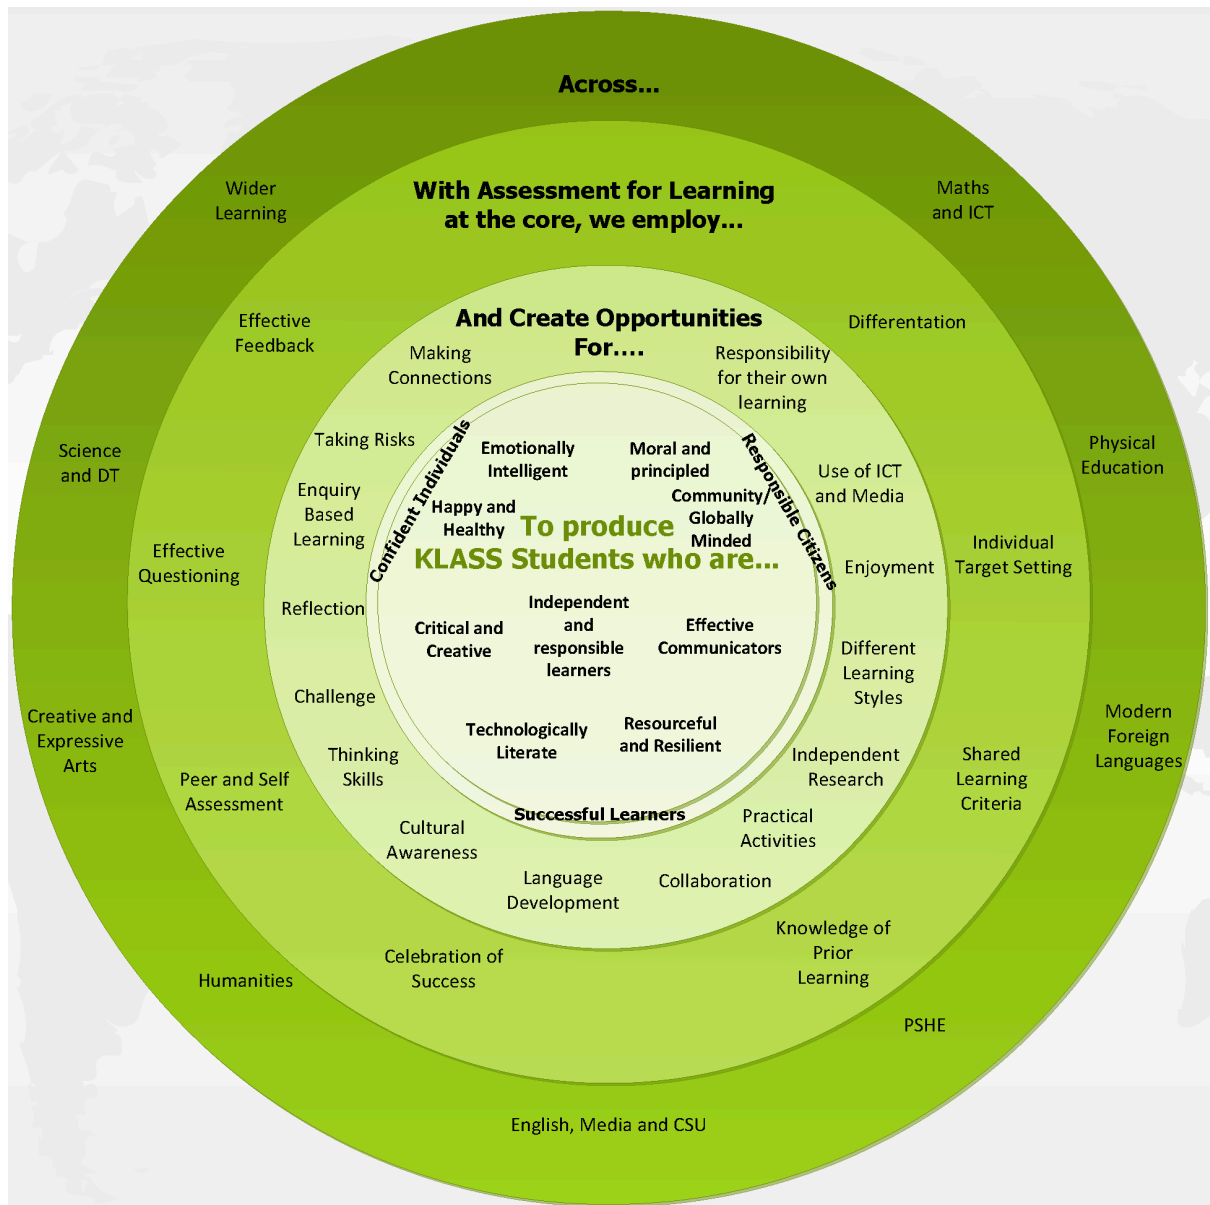 Across...
Wider
Learning
Maths
and ICT
Science
and DT
Physical
Education
Creative and
Expressive
Arts
Modern
Foreign
Languages
Humanities
PSHE
English, Media and CSU
With Assessment for Learning
at the core, we employ...
Effective
Feedback
Differentation
Effective
Questioning
Individual
Target Setting
Peer and Self
Assessment
Shared
Learning
Criteria
Celebration of
Success
Knowledge of
Prior
Learning
And Create Opportunities
For....
Making
Connections
Responsibility
for their own
learning
Taking Risks
Use of ICT
and Media
Enquiry
Based
Learning
Enjoyment
Reflection
Different
Learning
Styles
Challenge
Independent
Research
Thinking
Skills
Practical
Activities
Cultural
Awareness
Language
Development
Collaboration
Confident Individuals
Responsible Citizens
Successful Learners
Emotionally
Intelligent
Moral and
principled
Happy and
Healthy
Community/
Globally
Minded
To produce
KLASS Students who are...
Critical and
Creative
Independent
and
responsible
learners
Effective
Communicators
Technologically
Literate
Resourceful
and Resilient